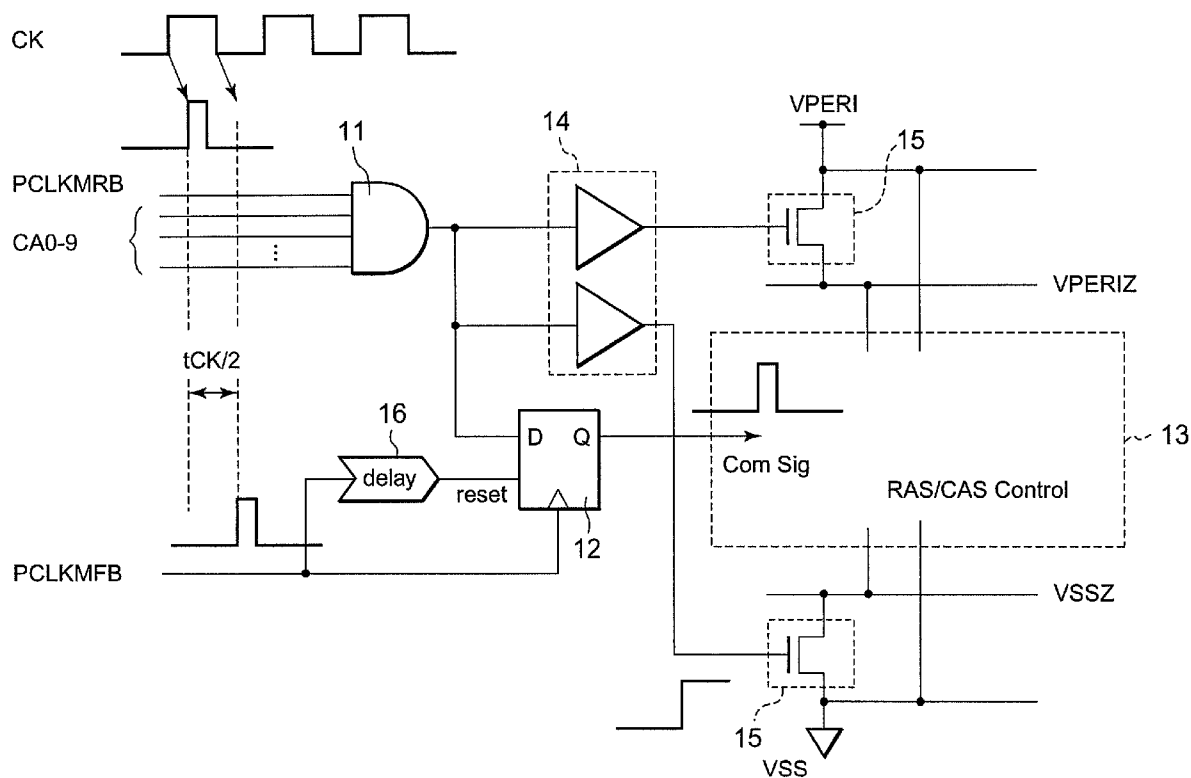 CK
VPERI
11
14
15
PCLKMRB
CA0-9
VPERIZ
tCK/2
16
D Q
13
delay
Com Sig
reset
RAS/CAS Control
12
PCLKMFB
VSSZ
15
VSS